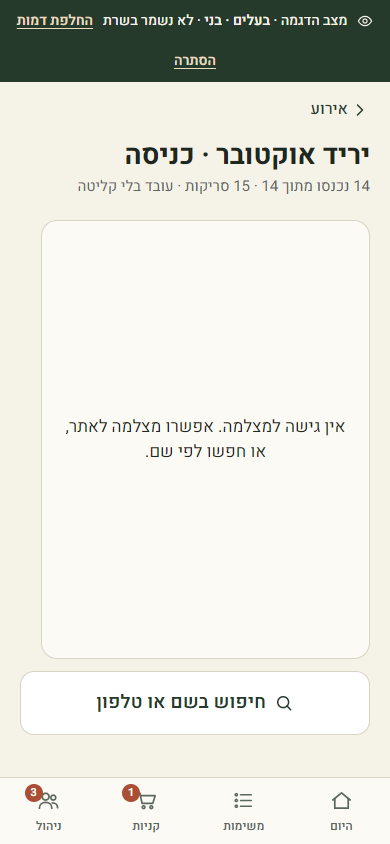 מצב הדגמה · בעלים · בני · לא נשמר בשרת החלפת דמות
הסתרה
אירוע
יריד אוקטובר · כניסה
14 נכנסו מתוך 14 · 15 סריקות · עובד בלי קליטה
אין גישה למצלמה. אפשרו מצלמה לאתר,
או חפשו לפי שם.
חיפוש בשם או טלפון
היום
משימות
1
קניות
3
ניהול